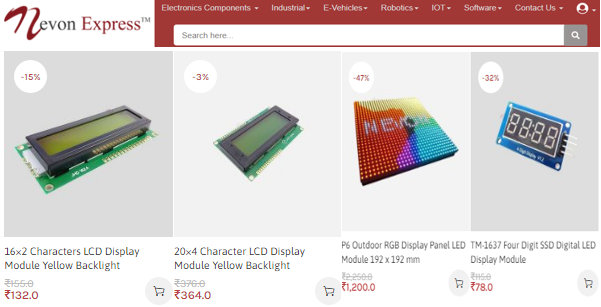 Nevon Express™
Electronics Components Industrial E-Vehicles Robotics IOT Software Contact Us
Search here...
-15%
-3%
-47%
-32%
NEVON
16×2 Characters LCD Display
Module Yellow Backlight
₹155.0
₹132.0
20×4 Character LCD Display
Module Yellow Backlight
₹376.0
₹364.0
P6 Outdoor RGB Display Panel LED
Module 192 x 192 mm
₹2,250.0
₹1,200.0
TM-1637 Four Digit SSD Digital LED
Display Module
₹115.0
₹78.0